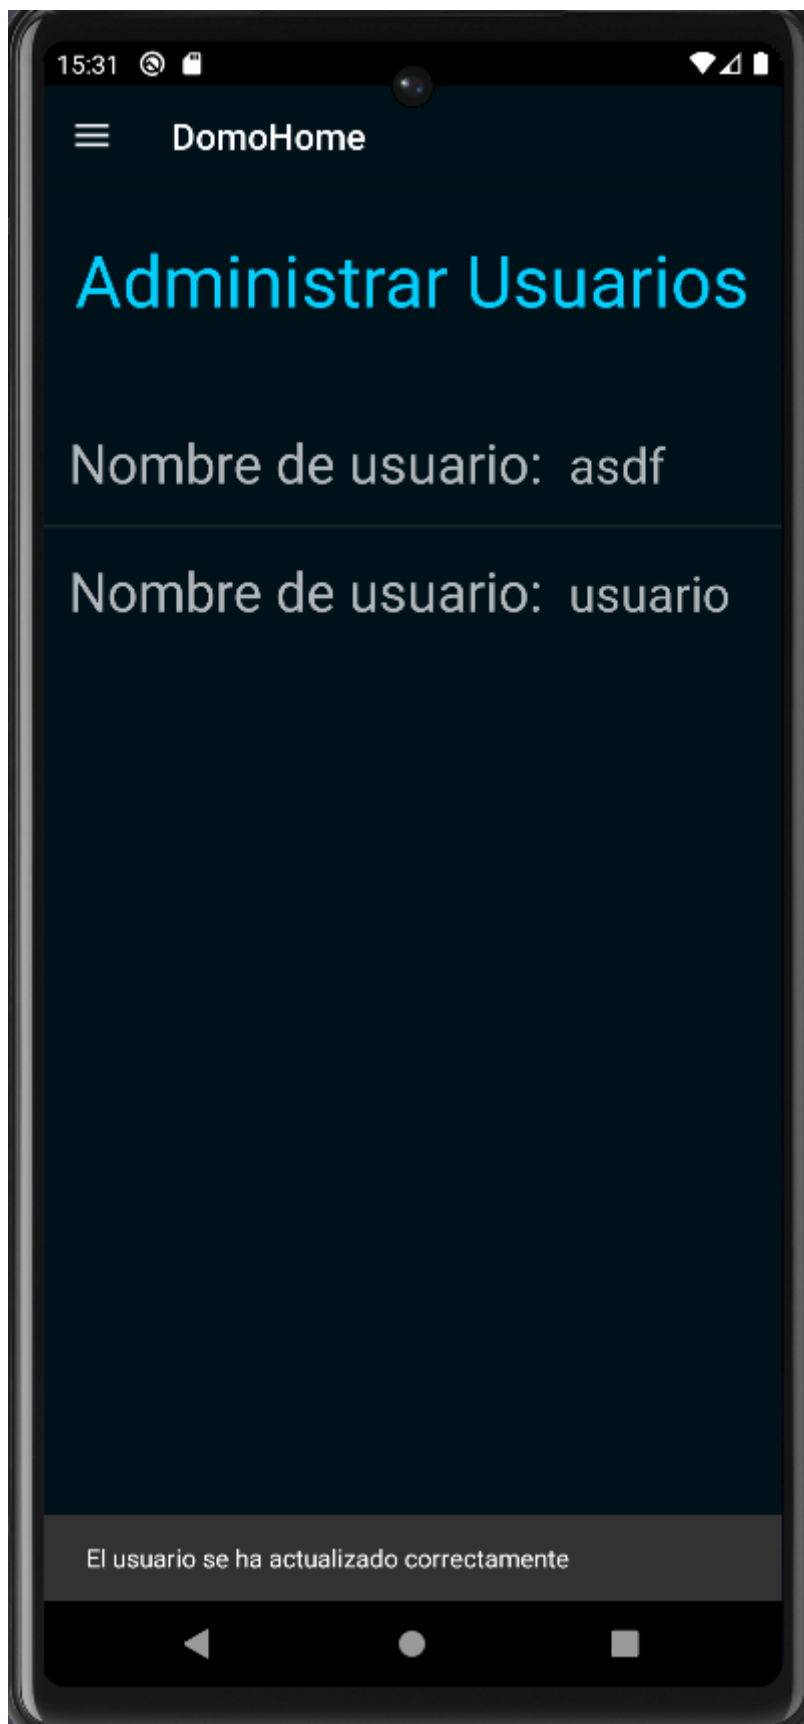 15:31
DomoHome
Administrar Usuarios
Nombre de usuario: asdf
Nombre de usuario: usuario
El usuario se ha actualizado correctamente